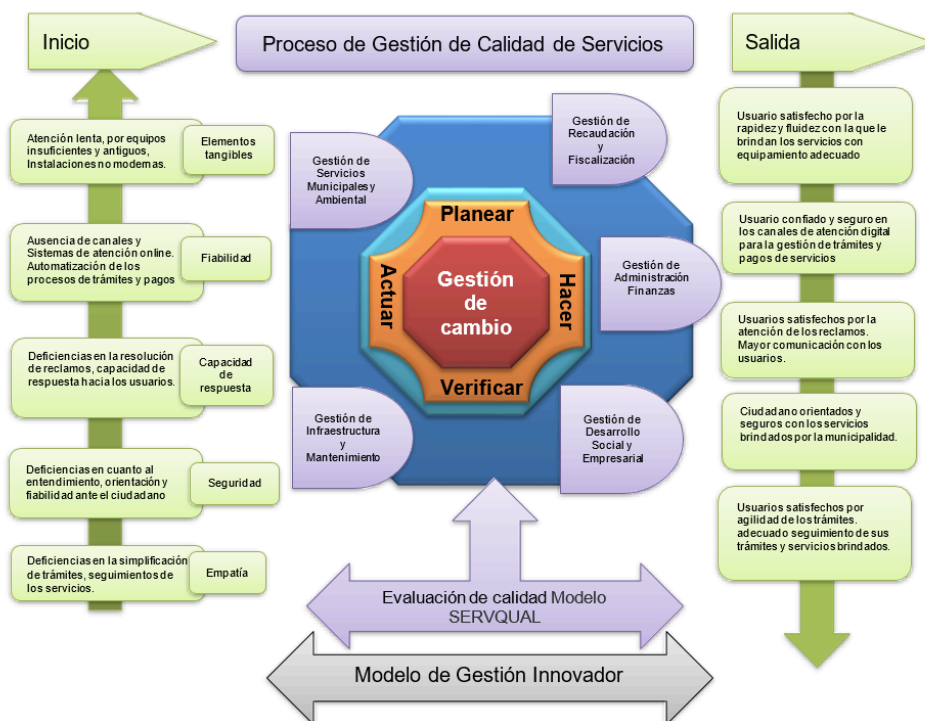 Inicio
Proceso de Gestión de Calidad de Servicios
Salida
Atención lenta, por equipos
insuficientes y antiguos,
Instalaciones no modernas.
Elementos
tangibles
Ausencia de canales y
Sistemas de atención online.
Automatización de los
procesos de trámites y pagos
Fiabilidad
Deficiencias en la resolución
de reclamos, capacidad de
respuesta hacia los usuarios.
Capacidad
de
respuesta
Deficiencias en cuanto al
entendimiento, orientación y
fiabilidad ante el ciudadano
Seguridad
Deficiencias en la simplificación
de trámites, seguimientos de
los servicios.
Empatía
Gestión de
Servicios
Municipales y
Ambiental
Gestión de
Recaudación
y
Fiscalización
Gestión de
Administración
Finanzas
Gestión de
Desarrollo
Social y
Empresarial
Gestión de
Infraestructura
y
Mantenimiento
Planear
Hacer
Verificar
Actuar
Gestión
de
cambio
Usuario satisfecho por la
rapidez y fluidez con la que le
brindan los servicios con
equipamiento adecuado
Usuario confiado y seguro en
los canales de atención digital
para la gestión de trámites y
pagos de servicios
Usuarios satisfechos por la
atención de los reclamos.
Mayor comunicación con los
usuarios.
Ciudadano orientados y
seguros con los servicios
brindados por la municipalidad.
Usuarios satisfechos por
agilidad de los trámites.
adecuado seguimiento de sus
trámites y servicios brindados.
Evaluación de calidad Modelo
SERVQUAL
Modelo de Gestión Innovador